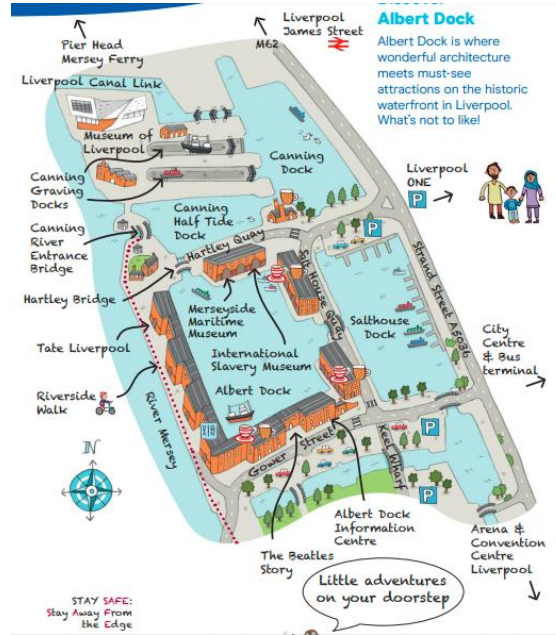 Albert Dock
Albert Dock is where
wonderful architecture
meets must-see
attractions on the historic
waterfront in Liverpool.
What's not to like!
Pier Head
Mersey Ferry
M62
Liverpool
James Street
Liverpool Canal Link
Museum of
Liverpool
Canning
Graving
Docks
Canning
Dock
Canning
Half Tide
Dock
Canning
River
Entrance
Bridge
Liverpool
ONE
P
P
Hartley Quay
Hartley Bridge
Merseyside
Maritime
Museum
International
Slavery Museum
Salthouse Quay
Salthouse
Dock
Strand Street A5036
Tate Liverpool
Riverside
Walk
River Mersey
Albert Dock
City
Centre
& Bus
terminal
N
Gower Street
Keel Wharf
P
P
The Beatles
Story
Albert Dock
Information
Centre
Arena &
Convention
Centre
Liverpool
STAY SAFE:
Stay Away From
the Edge
Little adventures
on your doorstep